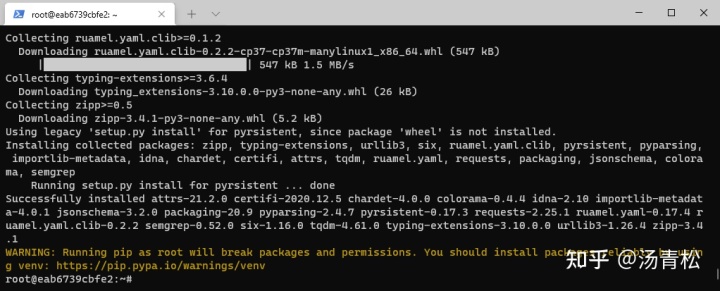 root@eab6739cbfe2: ~
Collecting ruamel.yaml.clib>=0.1.2
Downloading ruamel.yaml.clib-0.2.2-cp37-cp37m-manylinux1_x86_64.whl (547 kB)
| | 547 kB 1.5 MB/s
Collecting typing-extensions>=3.6.4
Downloading typing_extensions-3.10.0.0-py3-none-any.whl (26 kB)
Collecting zipp>=0.5
Downloading zipp-3.4.1-py3-none-any.whl (5.2 kB)
Using legacy 'setup.py install' for pyrsistent, since package 'wheel' is not installed.
Installing collected packages: zipp, typing-extensions, urllib3, six, ruamel.yaml.clib, pyrsistent, pyparsing,
importlib-metadata, idna, chardet, certifi, attrs, tqdm, ruamel.yaml, requests, packaging, jsonschema, colora
ma, semgrep
Running setup.py install for pyrsistent ... done
Successfully installed attrs-21.2.0 certifi-2020.12.5 chardet-4.0.0 colorama-0.4.4 idna-2.10 importlib-metadat
a-4.0.1 jsonschema-3.2.0 packaging-20.9 pyparsing-2.4.7 pyrsistent-0.17.3 requests-2.25.1 ruamel.yaml-0.17.4 r
uamel.yaml.clib-0.2.2 semgrep-0.52.0 six-1.16.0 tqdm-4.61.0 typing-extensions-3.10.0.0 urllib3-1.26.4 zipp-3.4
.1
WARNING: Running pip as root will break packages and permissions. You should install packages reliably by usin
g venv: https://pip.pypa.io/warnings/venv
root@eab6739cbfe2:~#
知乎 @汤青松